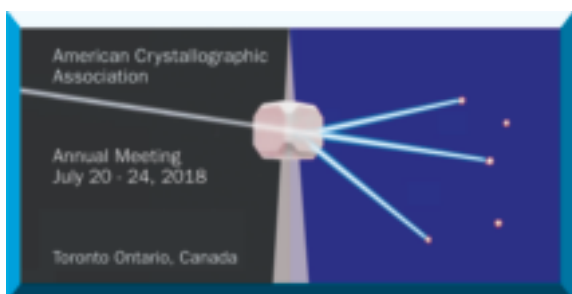 American Crystallographic
Association
Annual Meeting
July 20 - 24, 2018
Toronto Ontario, Canada